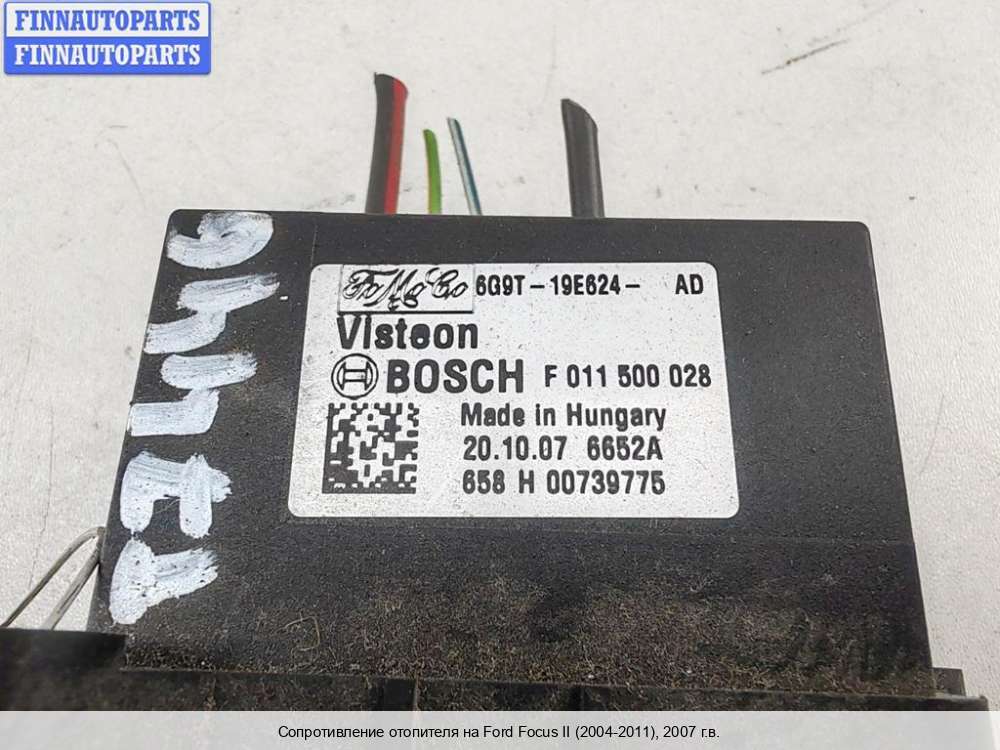 FINNAUTOPARTS
FINNAUTOPARTS
FoMoCo 6G9T-19E624- AD
Visteon
BOSCH F 011 500 028
Made in Hungary
20.10.07 6652A
658 H 00739775
Сопротивление отопителя на Ford Focus II (2004-2011), 2007 г.в.